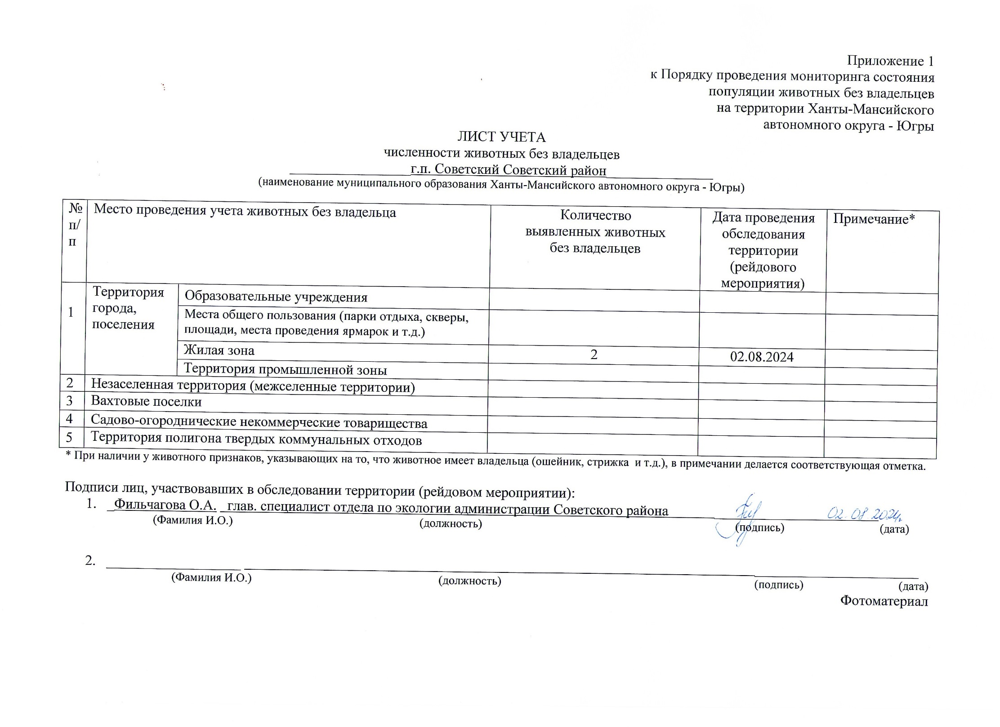 Приложение 1
к Порядку проведения мониторинга состояния
популяции животных без владельцев
на территории Ханты-Мансийского
автономного округа - Югры
ЛИСТ УЧЕТА
численности животных без владельцев
г.п. Советский Советский район
(наименование муниципального образования Ханты-Мансийского автономного округа - Югры)
№ п/п
Место проведения учета животных без владельца
Количество
выявленных животных
без владельцев
Дата проведения
обследования
территории
(рейдового
мероприятия)
Примечание*
1
Территория
города,
поселения
Образовательные учреждения
Места общего пользования (парки отдыха, скверы,
площади, места проведения ярмарок и т.д.)
Жилая зона 2 02.08.2024
Территория промышленной зоны
2 Незаселенная территория (межселенные территории)
3 Вахтовые поселки
4 Садово-огороднические некоммерческие товарищества
5 Территория полигона твердых коммунальных отходов
* При наличии у животного признаков, указывающих на то, что животное имеет владельца (ошейник, стрижка и т.д.), в примечании делается соответствующая отметка.
Подписи лиц, участвовавших в обследовании территории (рейдовом мероприятии):
1. Фильчагова О.А. глав. специалист отдела по экологии администрации Советского района 02.08.2024г
(Фамилия И.О.) (должность) (подпись) (дата)
2.
(Фамилия И.О.) (должность) (подпись) (дата)
Фотоматериал